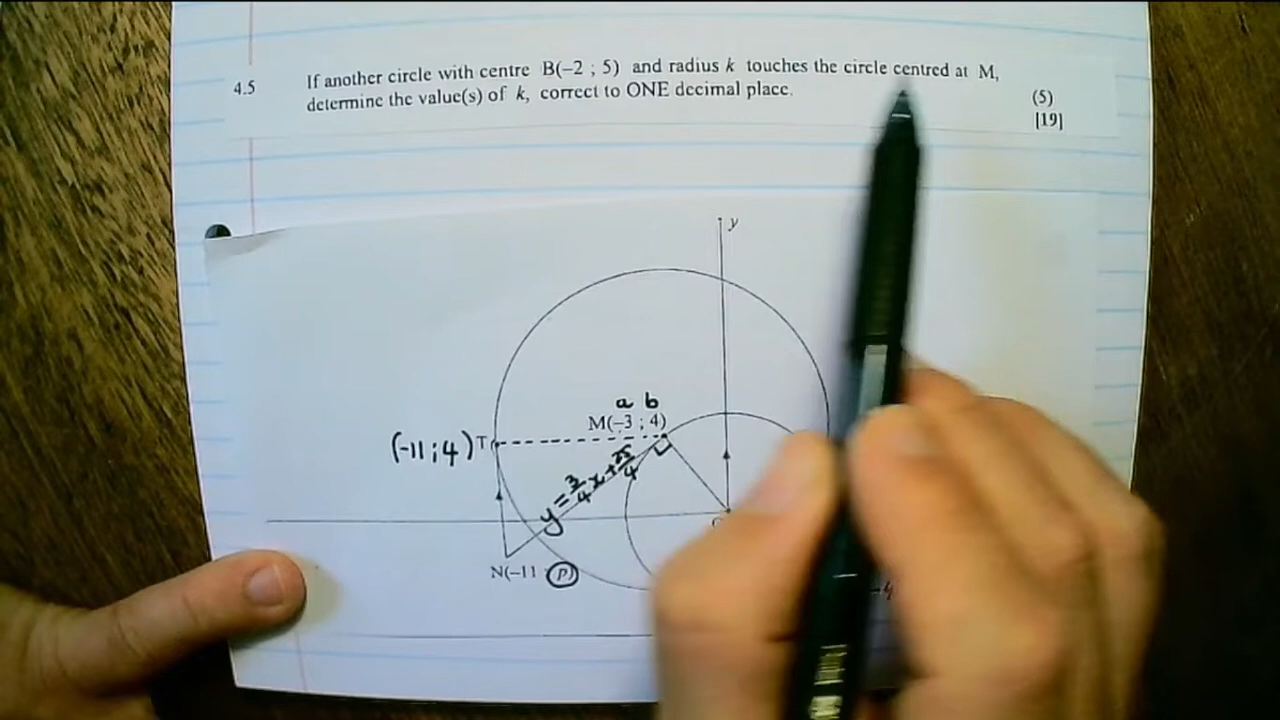 4.5 If another circle with centre B(−2 ; 5) and radius k touches the circle centred at M,
determine the value(s) of k, correct to ONE decimal place.
(5)
[19]
y
a b
M(−3 ; 4)
(-11 ; 4) T
y = 3/4 x + 25/4
N(−11 P)